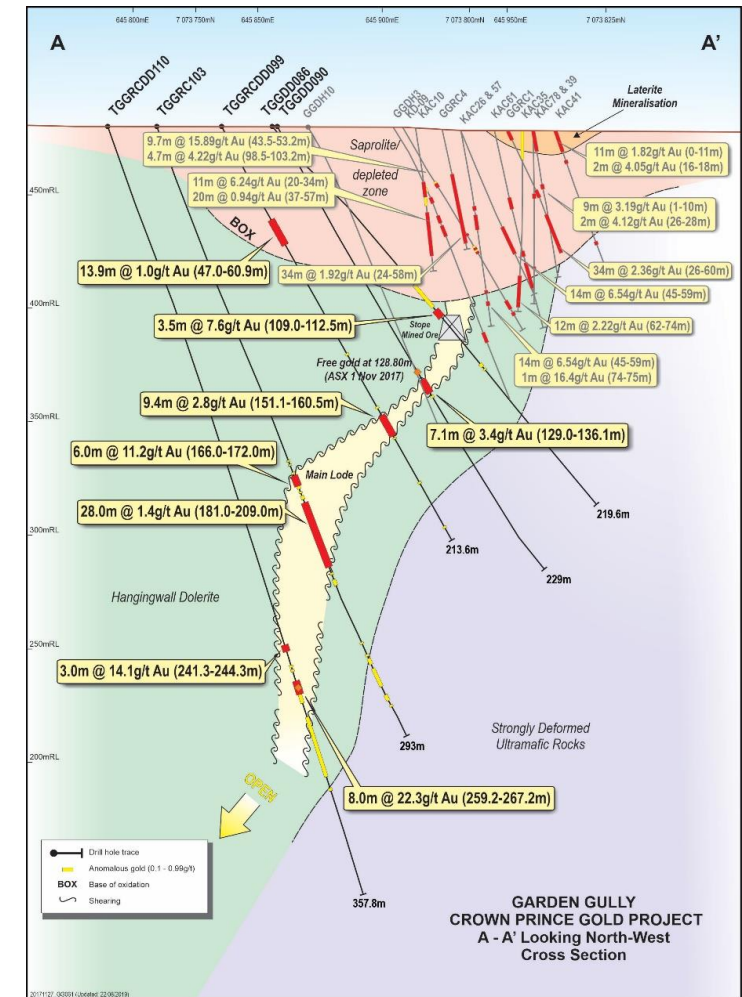 645 800mE
7 073 750mN
645 850mE
645 900mE
7 073 800mN
645 950mE
7 073 825mN
A
A’
TGGRCDD110
TGGRC103
TGGRCDD099
TGGDD086
TGGDD090
GGDH10
GGDH3
KAC10
GGRC4
KAC26 & 57
KAC61
GGRC1
KAC35
KAC78 & 39
KAC41
Laterite
Mineralisation
9.7m @ 15.89g/t Au (43.5-53.2m)
4.7m @ 4.22g/t Au (98.5-103.2m)
Saprolite/
depleted
zone
11m @ 1.82g/t Au (0-11m)
2m @ 4.05g/t Au (16-18m)
11m @ 6.24g/t Au (20-34m)
20m @ 0.94g/t Au (37-57m)
450mRL
9m @ 3.19g/t Au (1-10m)
2m @ 4.12g/t Au (26-28m)
BOX
13.9m @ 1.0g/t Au (47.0-60.9m)
34m @ 1.92g/t Au (24-58m)
34m @ 2.36g/t Au (26-60m)
14m @ 6.54g/t Au (45-59m)
400mRL
3.5m @ 7.6g/t Au (109.0-112.5m)
Stope
Mined Ore
12m @ 2.22g/t Au (62-74m)
Free gold at 128.80m
(ASX 1 Nov 2017)
14m @ 6.54g/t Au (45-59m)
1m @ 16.4g/t Au (74-75m)
9.4m @ 2.8g/t Au (151.1-160.5m)
350mRL
7.1m @ 3.4g/t Au (129.0-136.1m)
6.0m @ 11.2g/t Au (166.0-172.0m)
Main Lode
28.0m @ 1.4g/t Au (181.0-209.0m)
219.6m
300mRL
213.6m
229m
Hangingwall Dolerite
250mRL
3.0m @ 14.1g/t Au (241.3-244.3m)
Strongly Deformed
Ultramafic Rocks
293m
200mRL
OPEN
8.0m @ 22.3g/t Au (259.2-267.2m)
Drill hole trace
Anomalous gold (0.1 - 0.99g/t)
BOX Base of oxidation
Shearing
357.8m
GARDEN GULLY
CROWN PRINCE GOLD PROJECT
A - A’ Looking North-West
Cross Section